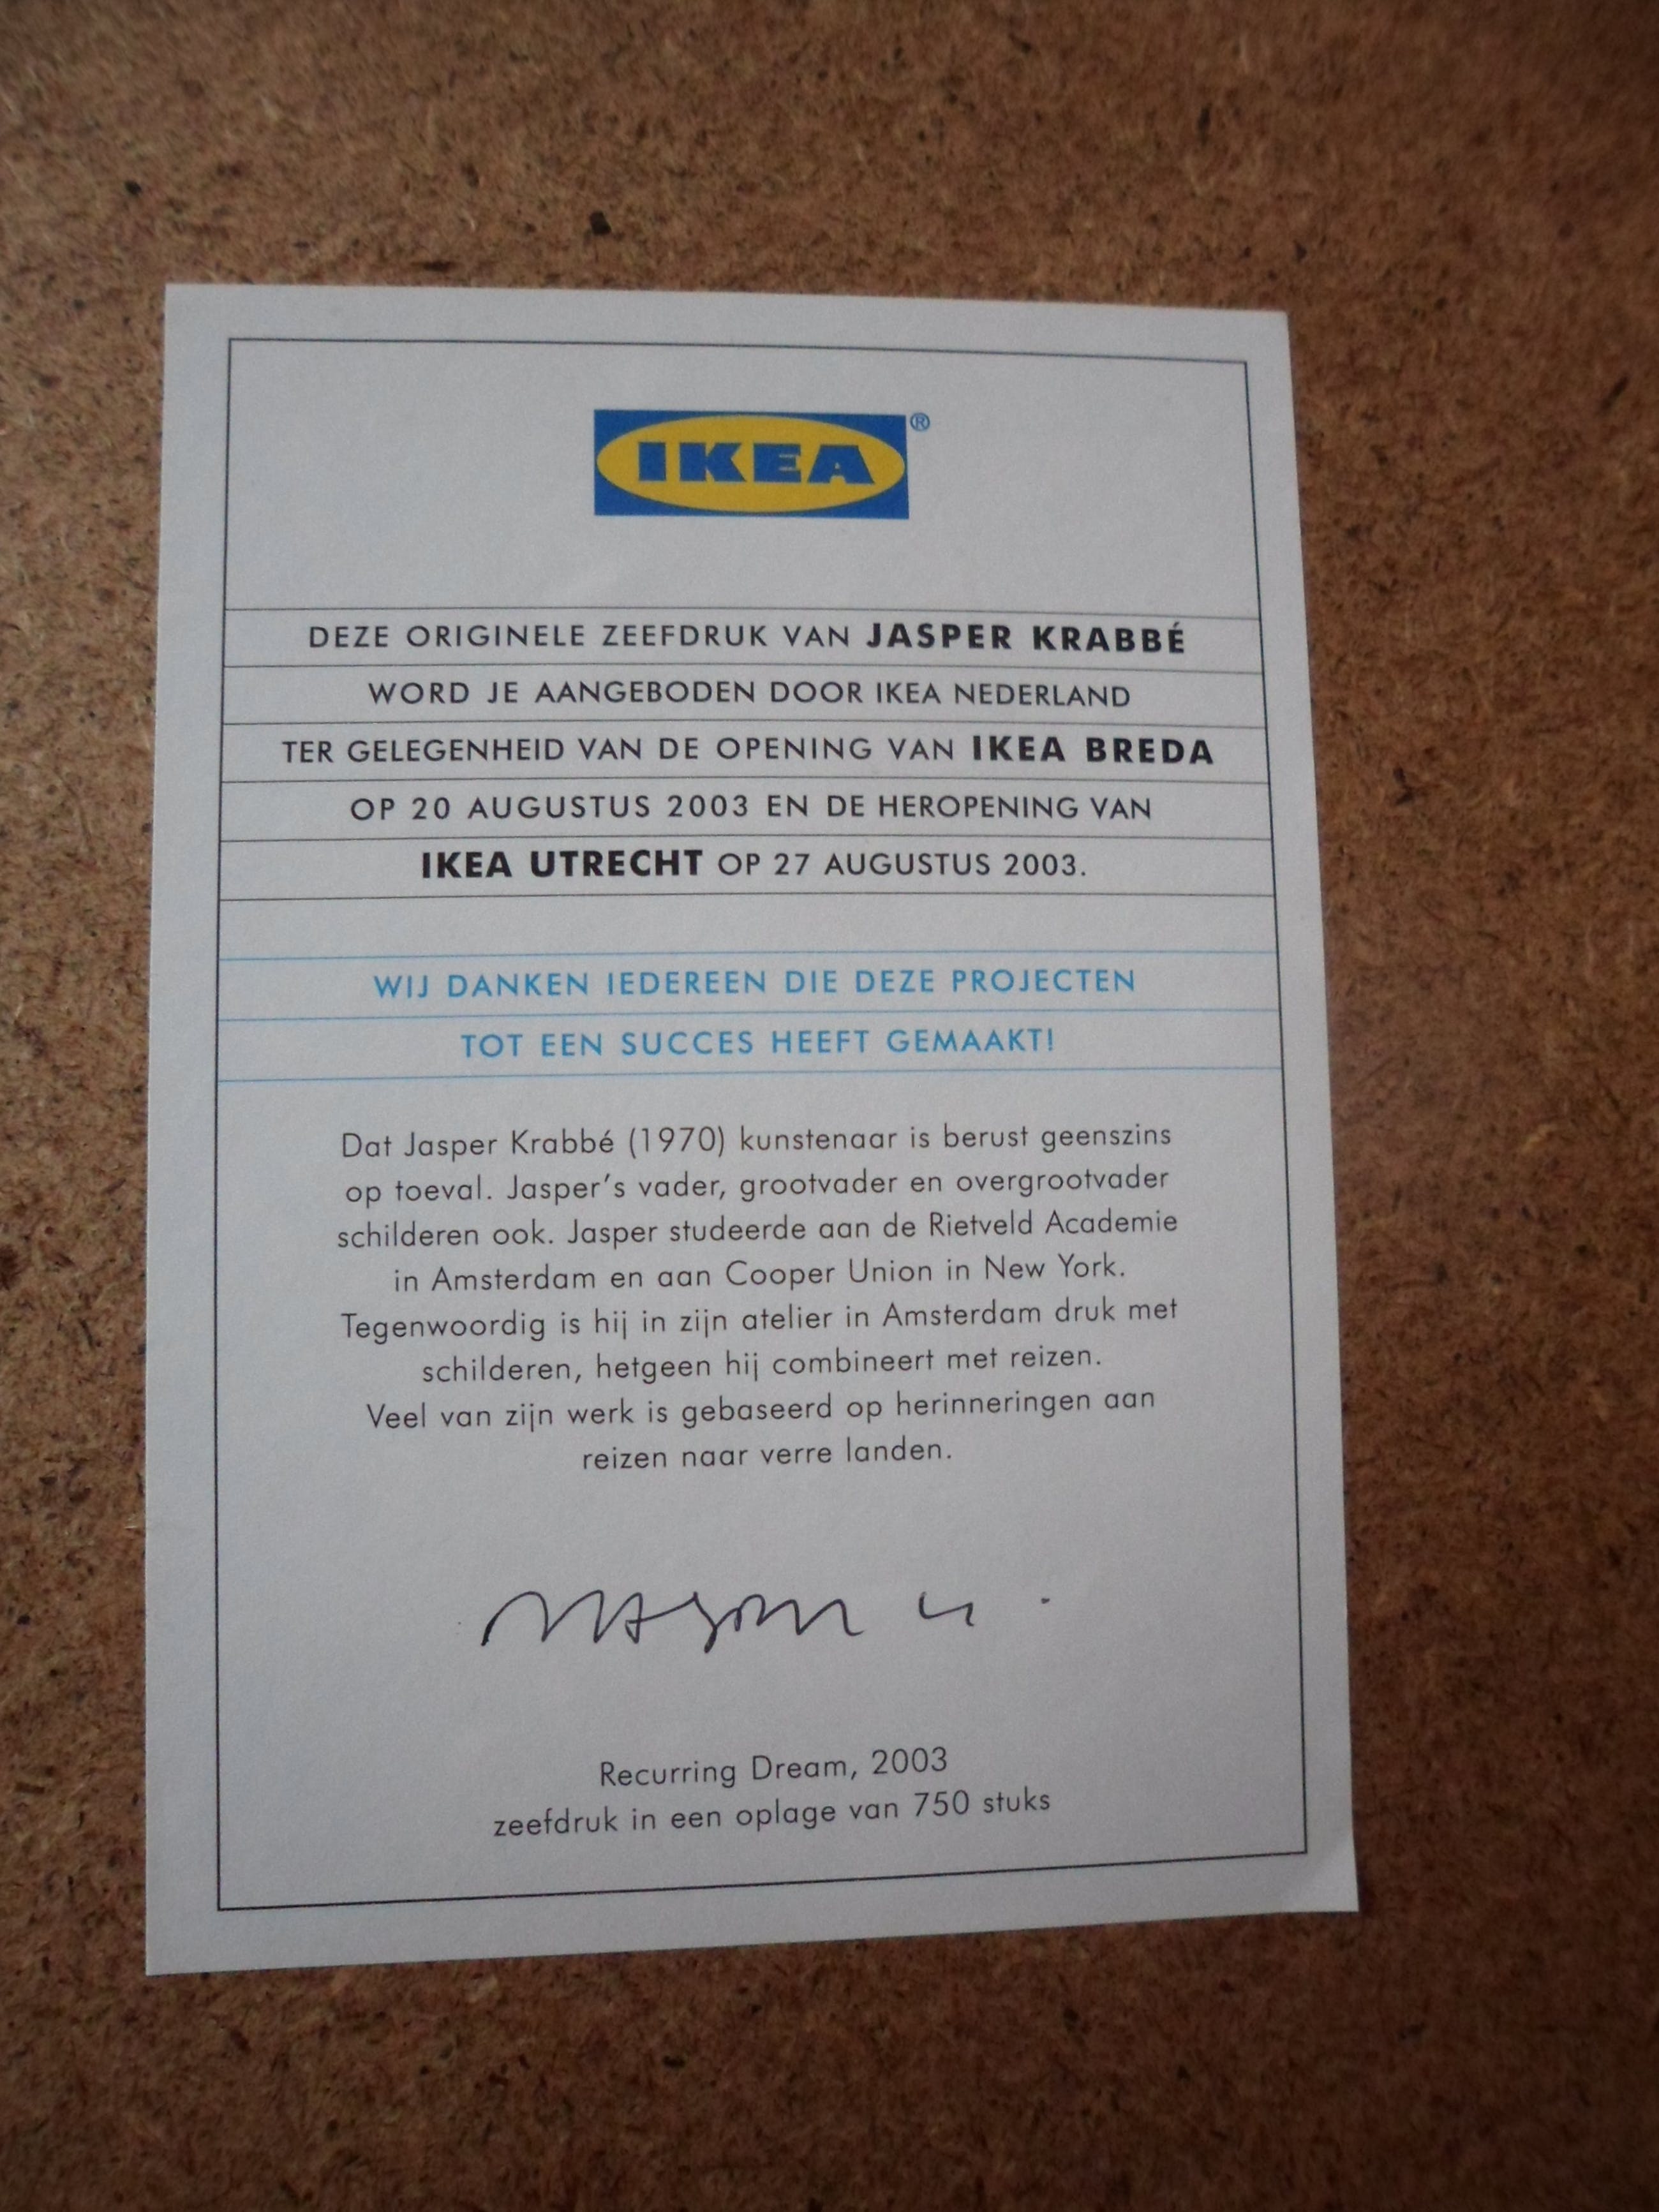 IKEA®
DEZE ORIGINELE ZEEFDRUK VAN JASPER KRABBÉ
WORD JE AANGEBODEN DOOR IKEA NEDERLAND
TER GELEGENHEID VAN DE OPENING VAN IKEA BREDA
OP 20 AUGUSTUS 2003 EN DE HEROPENING VAN
IKEA UTRECHT OP 27 AUGUSTUS 2003.
WIJ DANKEN IEDEREEN DIE DEZE PROJECTEN
TOT EEN SUCCES HEEFT GEMAAKT!
Dat Jasper Krabbé (1970) kunstenaar is berust geenszins
op toeval. Jasper's vader, grootvader en overgrootvader
schilderen ook. Jasper studeerde aan de Rietveld Academie
in Amsterdam en aan Cooper Union in New York.
Tegenwoordig is hij in zijn atelier in Amsterdam druk met
schilderen, hetgeen hij combineert met reizen.
Veel van zijn werk is gebaseerd op herinneringen aan
reizen naar verre landen.
Recurring Dream, 2003
zeefdruk in een oplage van 750 stuks